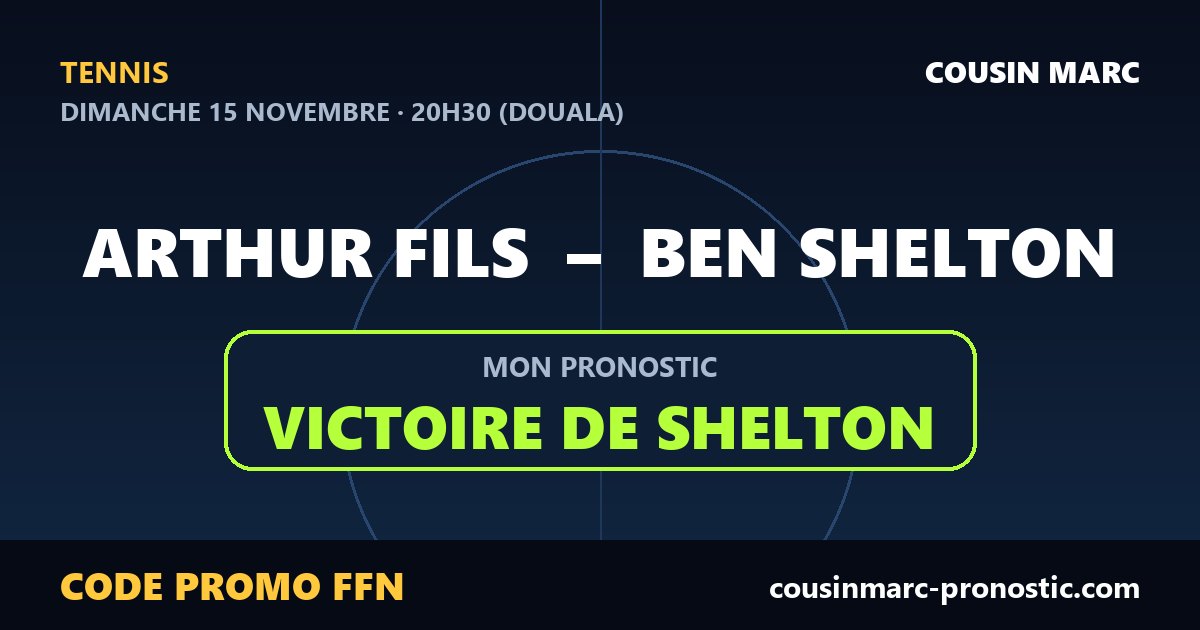 TENNIS
COUSIN MARC
DIMANCHE 15 NOVEMBRE · 20H30 (DOUALA)
ARTHUR FILS – BEN SHELTON
MON PRONOSTIC
VICTOIRE DE SHELTON
CODE PROMO FFN
cousinmarc-pronostic.com